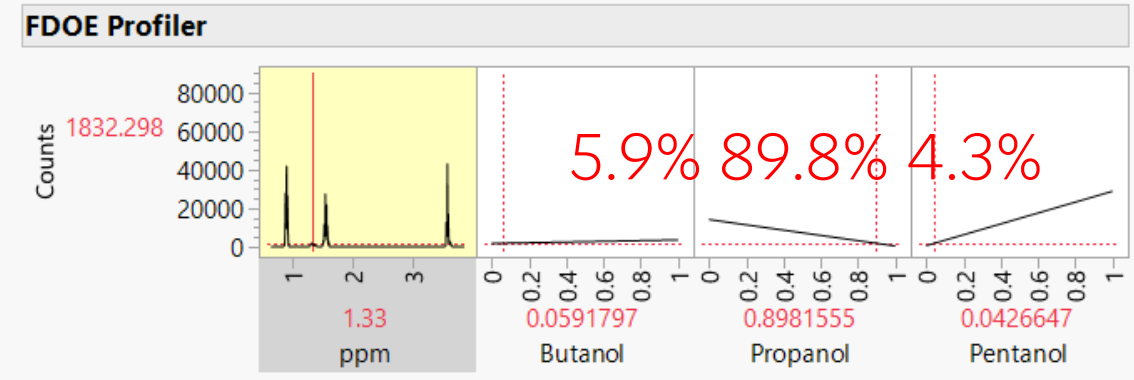 FDOE Profiler
Counts
1832.298
80000
60000
40000
20000
0
5.9% 89.8% 4.3%
1 2 3
0 0.2 0.4 0.6 0.8 1
0 0.2 0.4 0.6 0.8 1
0 0.2 0.4 0.6 0.8 1
1.33 0.0591797 0.8981555 0.0426647
ppm Butanol Propanol Pentanol